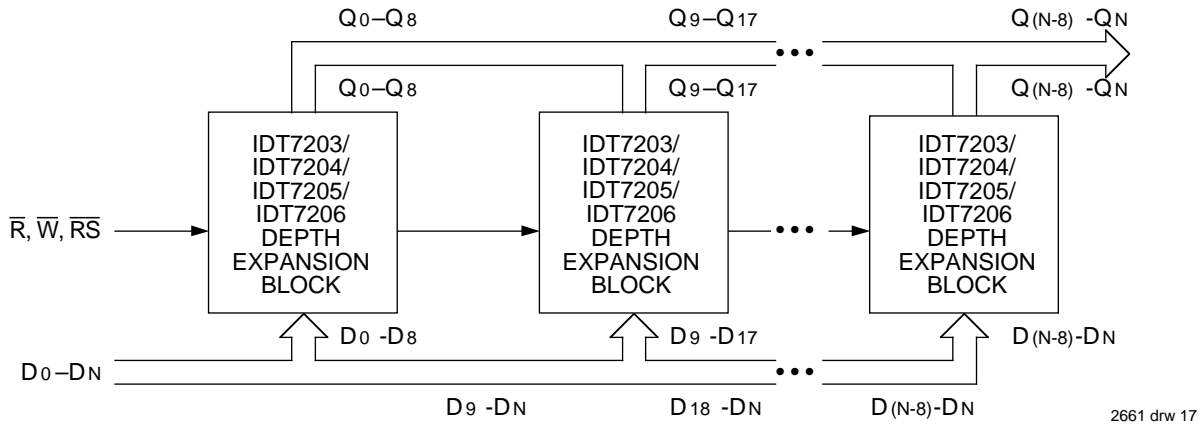 Q0–Q8 Q9–Q17 Q(N-8) -QN
•••
Q0–Q8 Q9–Q17 Q(N-8) -QN
IDT7203/
IDT7204/
IDT7205/
IDT7206
DEPTH
EXPANSION
BLOCK
IDT7203/
IDT7204/
IDT7205/
IDT7206
DEPTH
EXPANSION
BLOCK
IDT7203/
IDT7204/
IDT7205/
IDT7206
DEPTH
EXPANSION
BLOCK
R̅, W̅, R̅S̅
•••
D0 -D8 D9 -D17 D(N-8)-DN
D0–DN
•••
D9 -DN D18 -DN D(N-8)-DN
2661 drw 17